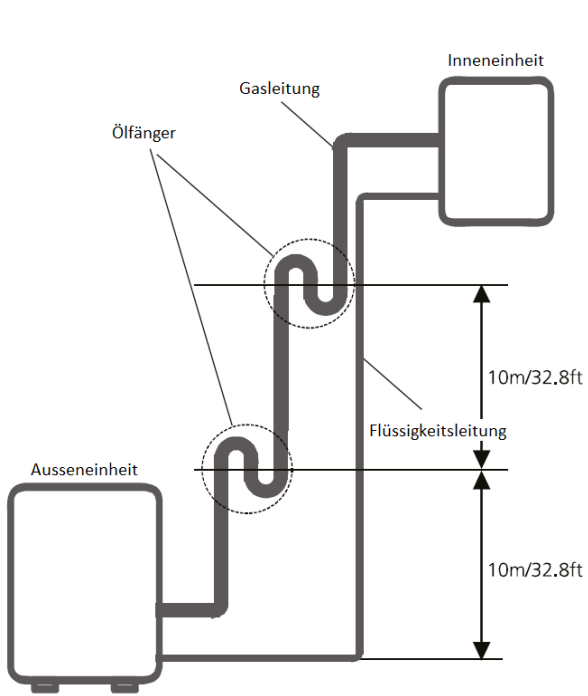 Inneneinheit
Gasleitung
Ölfänger
10m/32.8ft
Flüssigkeitsleitung
Ausseneinheit
10m/32.8ft